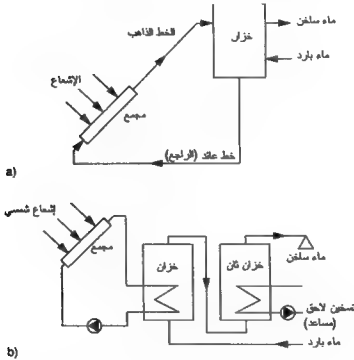 الخط الذاهب
خزان
ماء ساخن
ماء بارد
الإشعاع
مجمع
خط عائد (الراجع)
a)
إشعاع شمسي
مجمع
خزان
خزان ثان
ماء ساخن
تسخين لاحق
(مساعد)
ماء بارد
b)